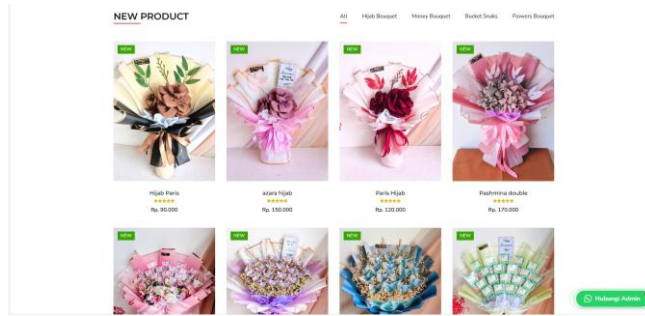 NEW PRODUCT
All Hijab Bouquet Money Bouquet Bucket Snaks Flowers Bouquet
NEW NEW NEW NEW
Hijab Paris azara hijab Paris Hijab Pashmina double
Rp. 90.000 Rp. 150.000 Rp. 120.000 Rp. 170.000
NEW NEW NEW NEW
Hubungi Admin